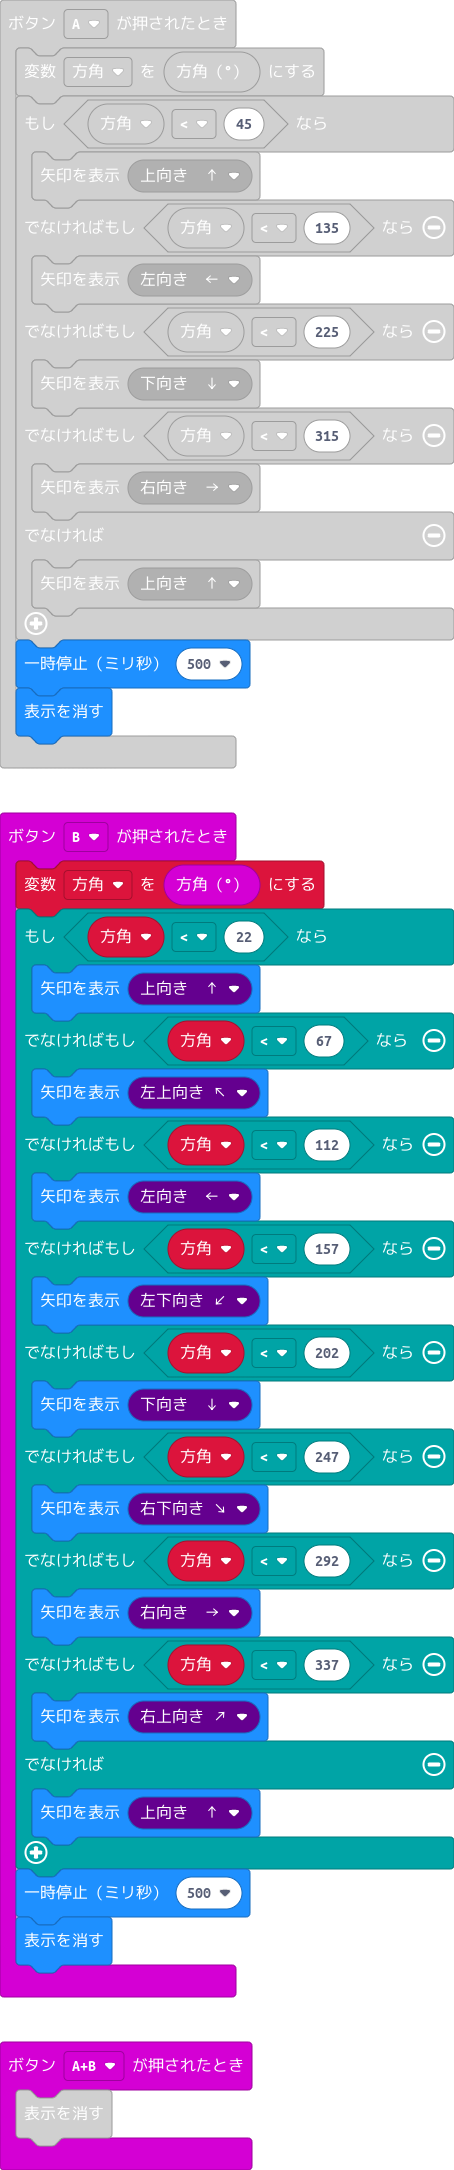 ボタン A が押されたとき
変数 方角 を 方角（°） にする
もし 方角 < 45 なら
矢印を表示 上向き ↑
でなければもし 方角 < 135 なら
矢印を表示 左向き ←
でなければもし 方角 < 225 なら
矢印を表示 下向き ↓
でなければもし 方角 < 315 なら
矢印を表示 右向き →
でなければ
矢印を表示 上向き ↑
一時停止（ミリ秒） 500
表示を消す
ボタン B が押されたとき
変数 方角 を 方角（°） にする
もし 方角 < 22 なら
矢印を表示 上向き ↑
でなければもし 方角 < 67 なら
矢印を表示 左上向き ↖
でなければもし 方角 < 112 なら
矢印を表示 左向き ←
でなければもし 方角 < 157 なら
矢印を表示 左下向き ↙
でなければもし 方角 < 202 なら
矢印を表示 下向き ↓
でなければもし 方角 < 247 なら
矢印を表示 右下向き ↘
でなければもし 方角 < 292 なら
矢印を表示 右向き →
でなければもし 方角 < 337 なら
矢印を表示 右上向き ↗
でなければ
矢印を表示 上向き ↑
一時停止（ミリ秒） 500
表示を消す
ボタン A+B が押されたとき
表示を消す